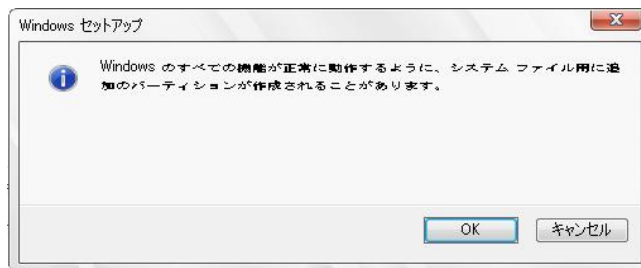 Windows セットアップ
Windows のすべての機能が正常に動作するように、システム ファイル用に追
加のパーティションが作成されることがあります。
OK
キャンセル